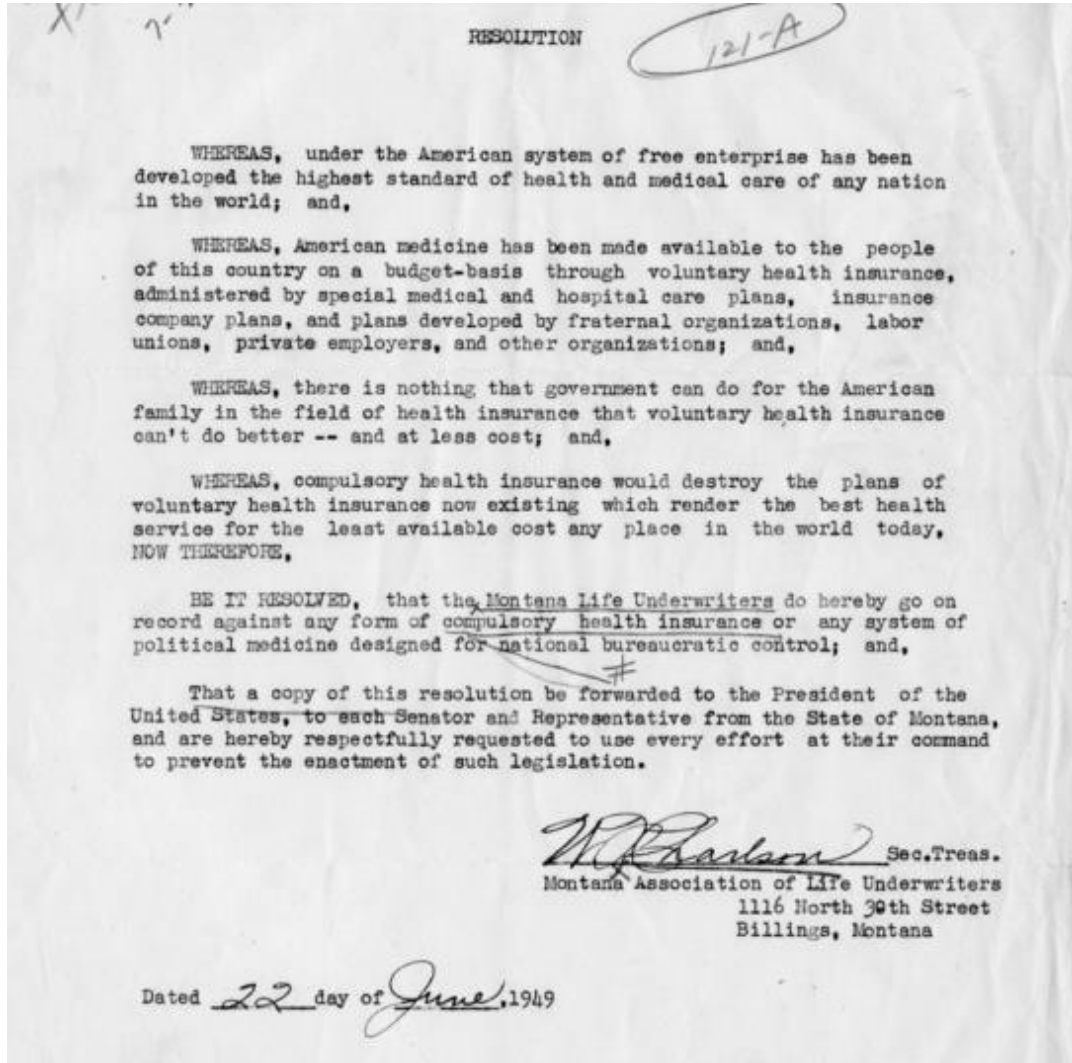 RESOLUTION
121-A
WHEREAS, under the American system of free enterprise has been
developed the highest standard of health and medical care of any nation
in the world; and,
WHEREAS, American medicine has been made available to the people
of this country on a budget-basis through voluntary health insurance,
administered by special medical and hospital care plans, insurance
company plans, and plans developed by fraternal organizations, labor
unions, private employers, and other organizations; and,
WHEREAS, there is nothing that government can do for the American
family in the field of health insurance that voluntary health insurance
can't do better -- and at less cost; and,
WHEREAS, compulsory health insurance would destroy the plans of
voluntary health insurance now existing which render the best health
service for the least available cost any place in the world today,
NOW THEREFORE,
BE IT RESOLVED, that the Montana Life Underwriters do hereby go on
record against any form of compulsory health insurance or any system of
political medicine designed for national bureaucratic control; and,
That a copy of this resolution be forwarded to the President of the
United States, to each Senator and Representative from the State of Montana,
and are hereby respectfully requested to use every effort at their command
to prevent the enactment of such legislation.
Charlson Sec.Treas.
Montana Association of Life Underwriters
1116 North 30th Street
Billings, Montana
Dated 22 day of June, 1949